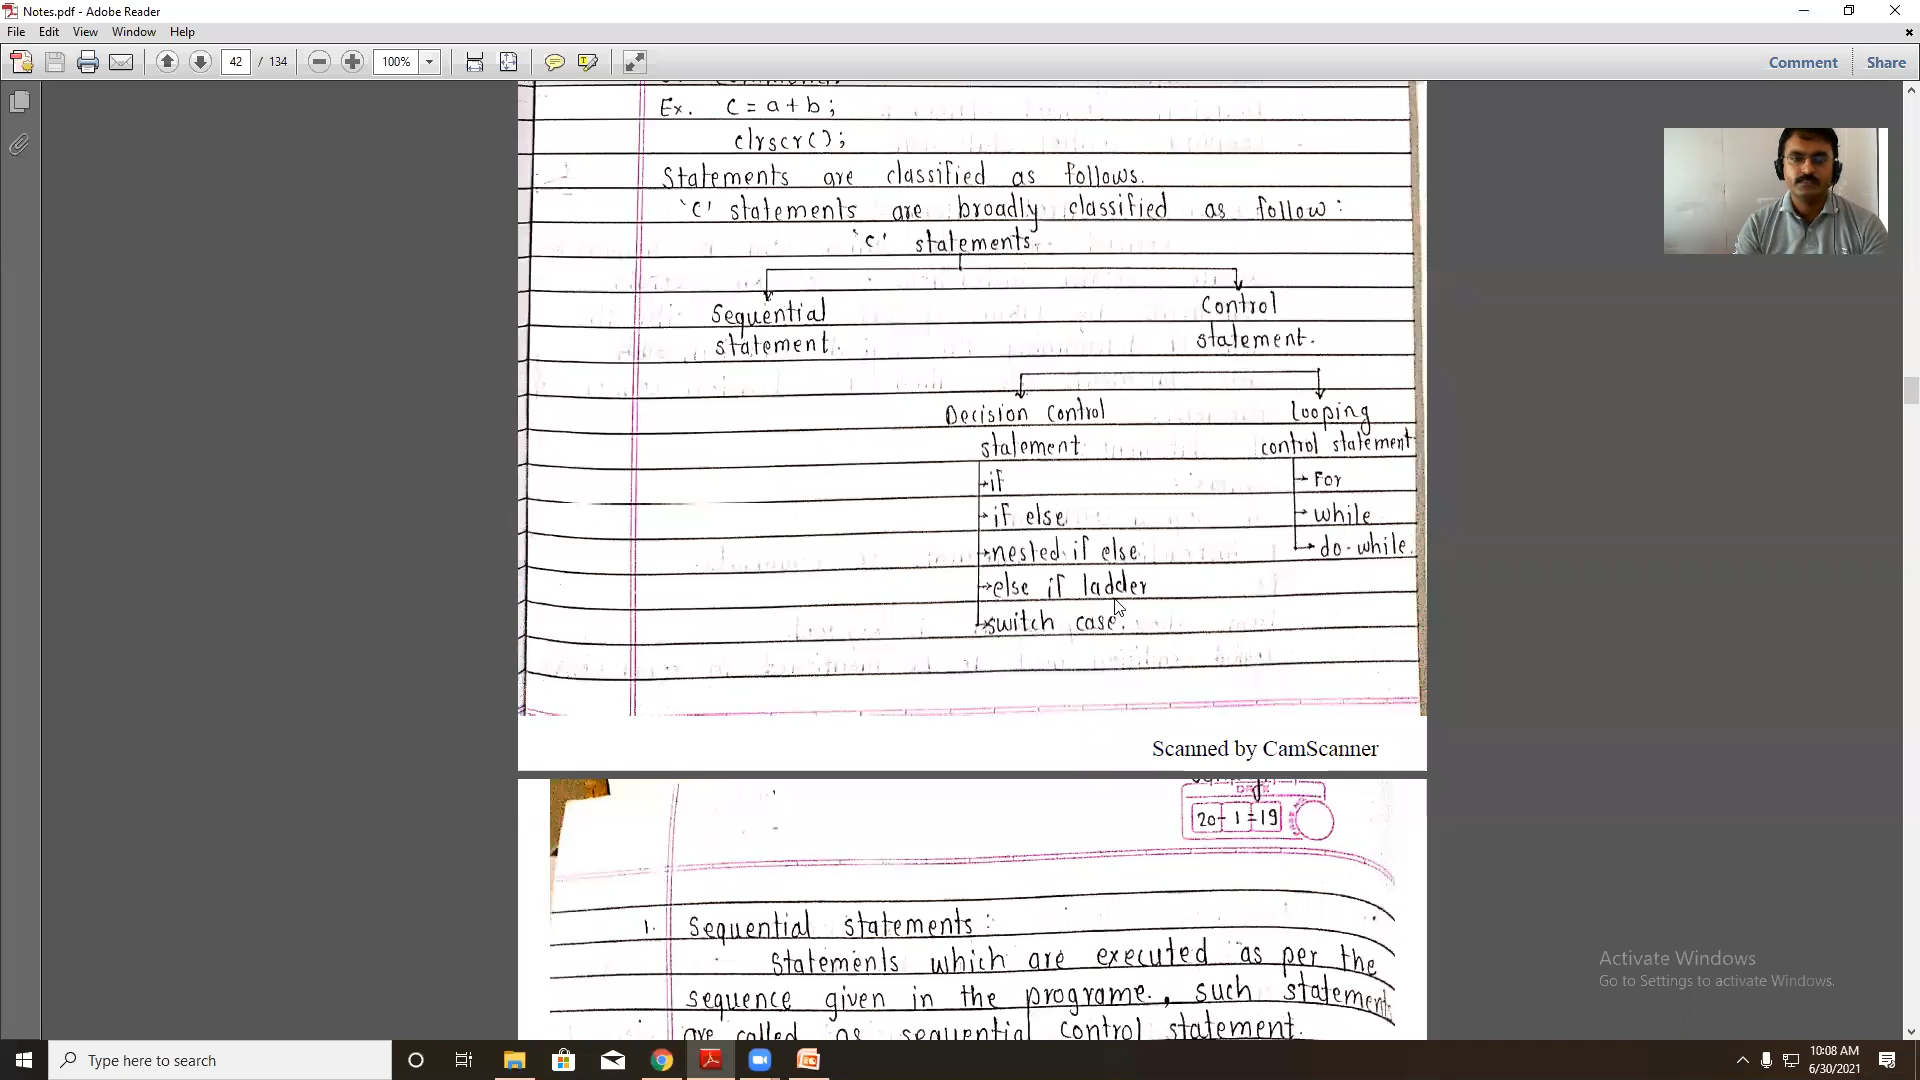 Notes.pdf - Adobe Reader
File Edit View Window Help
42 / 134 100% Comment Share
Ex. C = a + b ;
clrscr();
Statements are classified as follows.
'C' statements are broadly classified as follow :
'C' statements.
Sequential statement.
Control statement.
Decision control statement
Looping control statement
if
if else
nested if else
else if ladder
switch case.
For
while
do-while.
Scanned by CamScanner
DATE
20 - 1 - 19
1. Sequential statements :
Statements which are executed as per the
sequence given in the programe, such statement
are called as sequential control statement.
Activate Windows
Go to Settings to activate Windows.
Type here to search
10:08 AM
6/30/2021